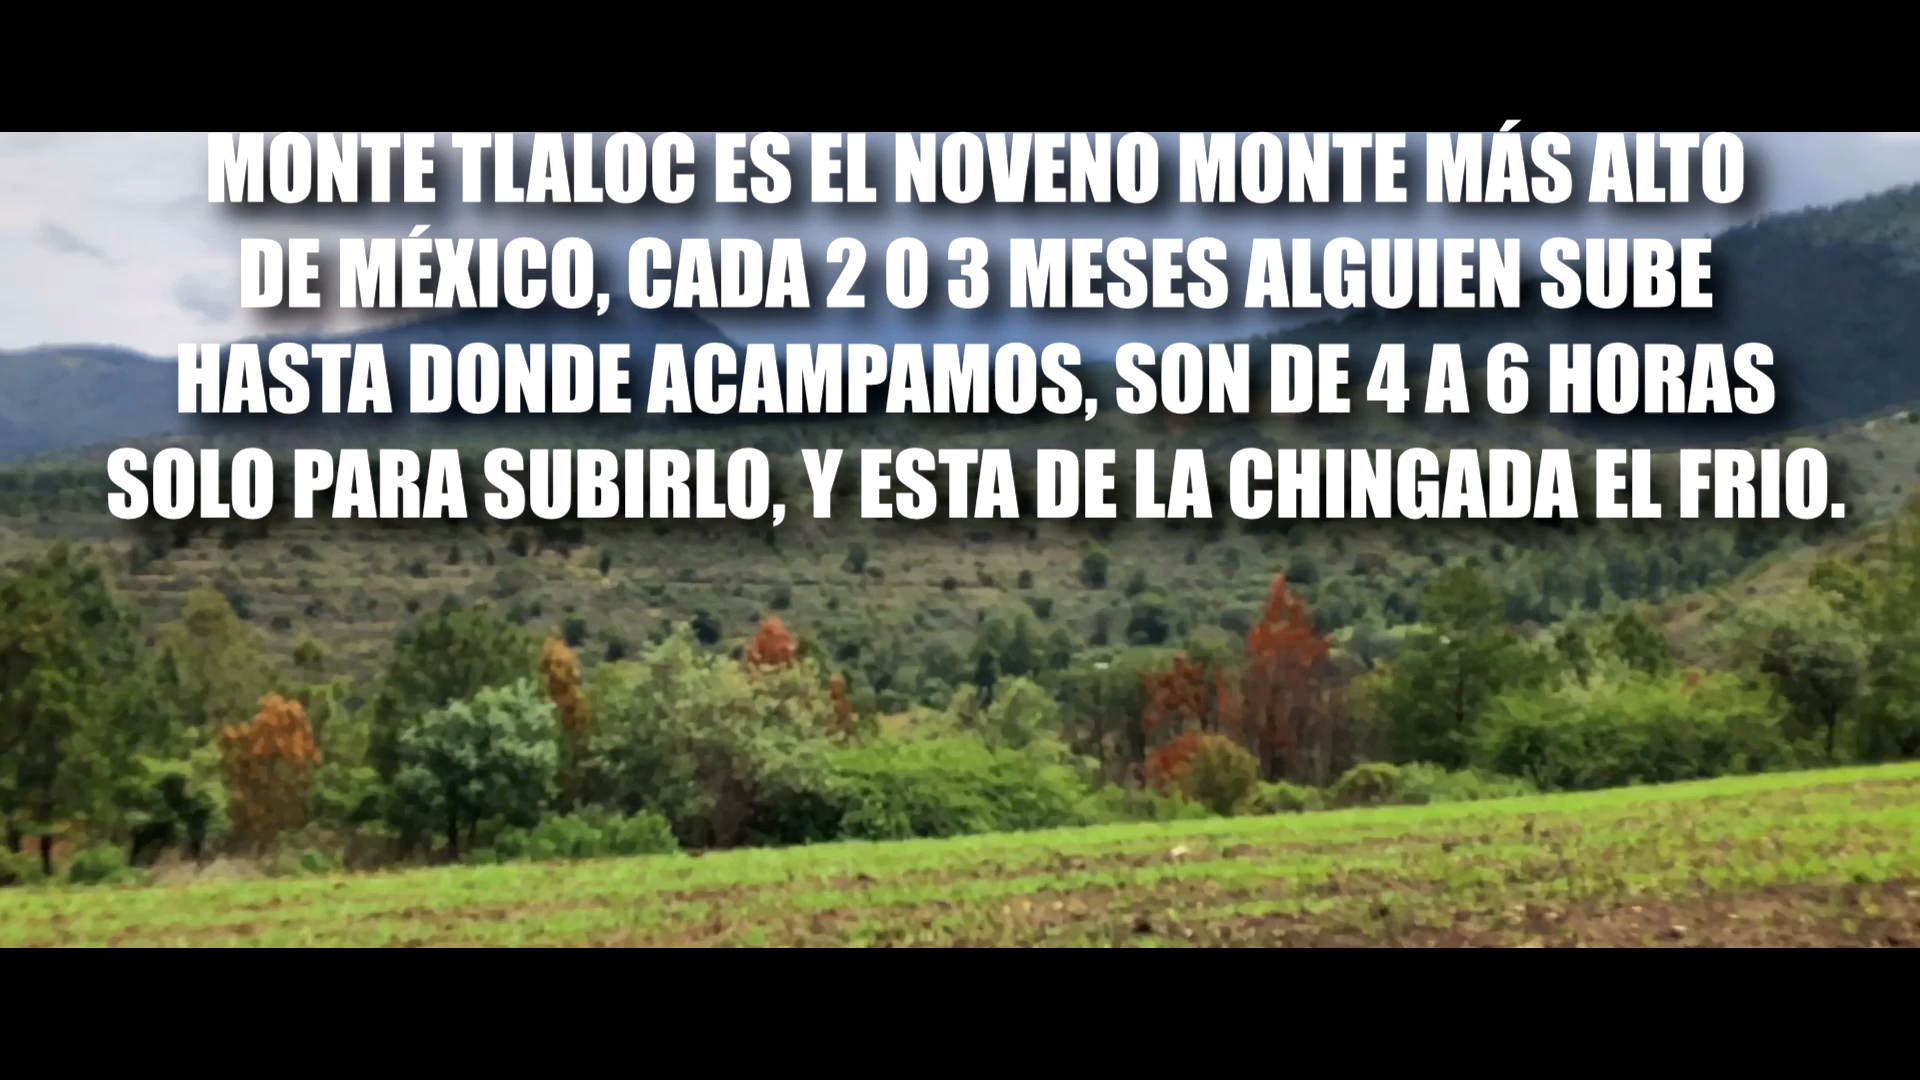 MONTE TLALOC ES EL NOVENO MONTE MÁS ALTO
DE MÉXICO, CADA 2 O 3 MESES ALGUIEN SUBE
HASTA DONDE ACAMPAMOS, SON DE 4 A 6 HORAS
SOLO PARA SUBIRLO, Y ESTA DE LA CHINGADA EL FRIO.